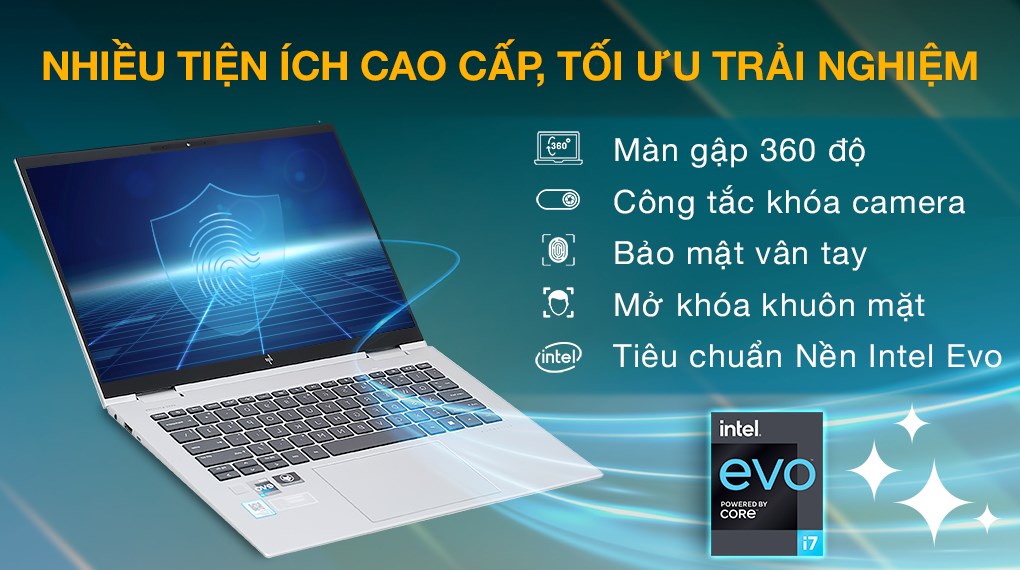 NHIỀU TIỆN ÍCH CAO CẤP, TỐI ƯU TRẢI NGHIỆM
360°
Màn gập 360 độ
Công tắc khóa camera
Bảo mật vân tay
Mở khóa khuôn mặt
intel
Tiêu chuẩn Nền Intel Evo
intel.
evo
POWERED BY
CORE
i7